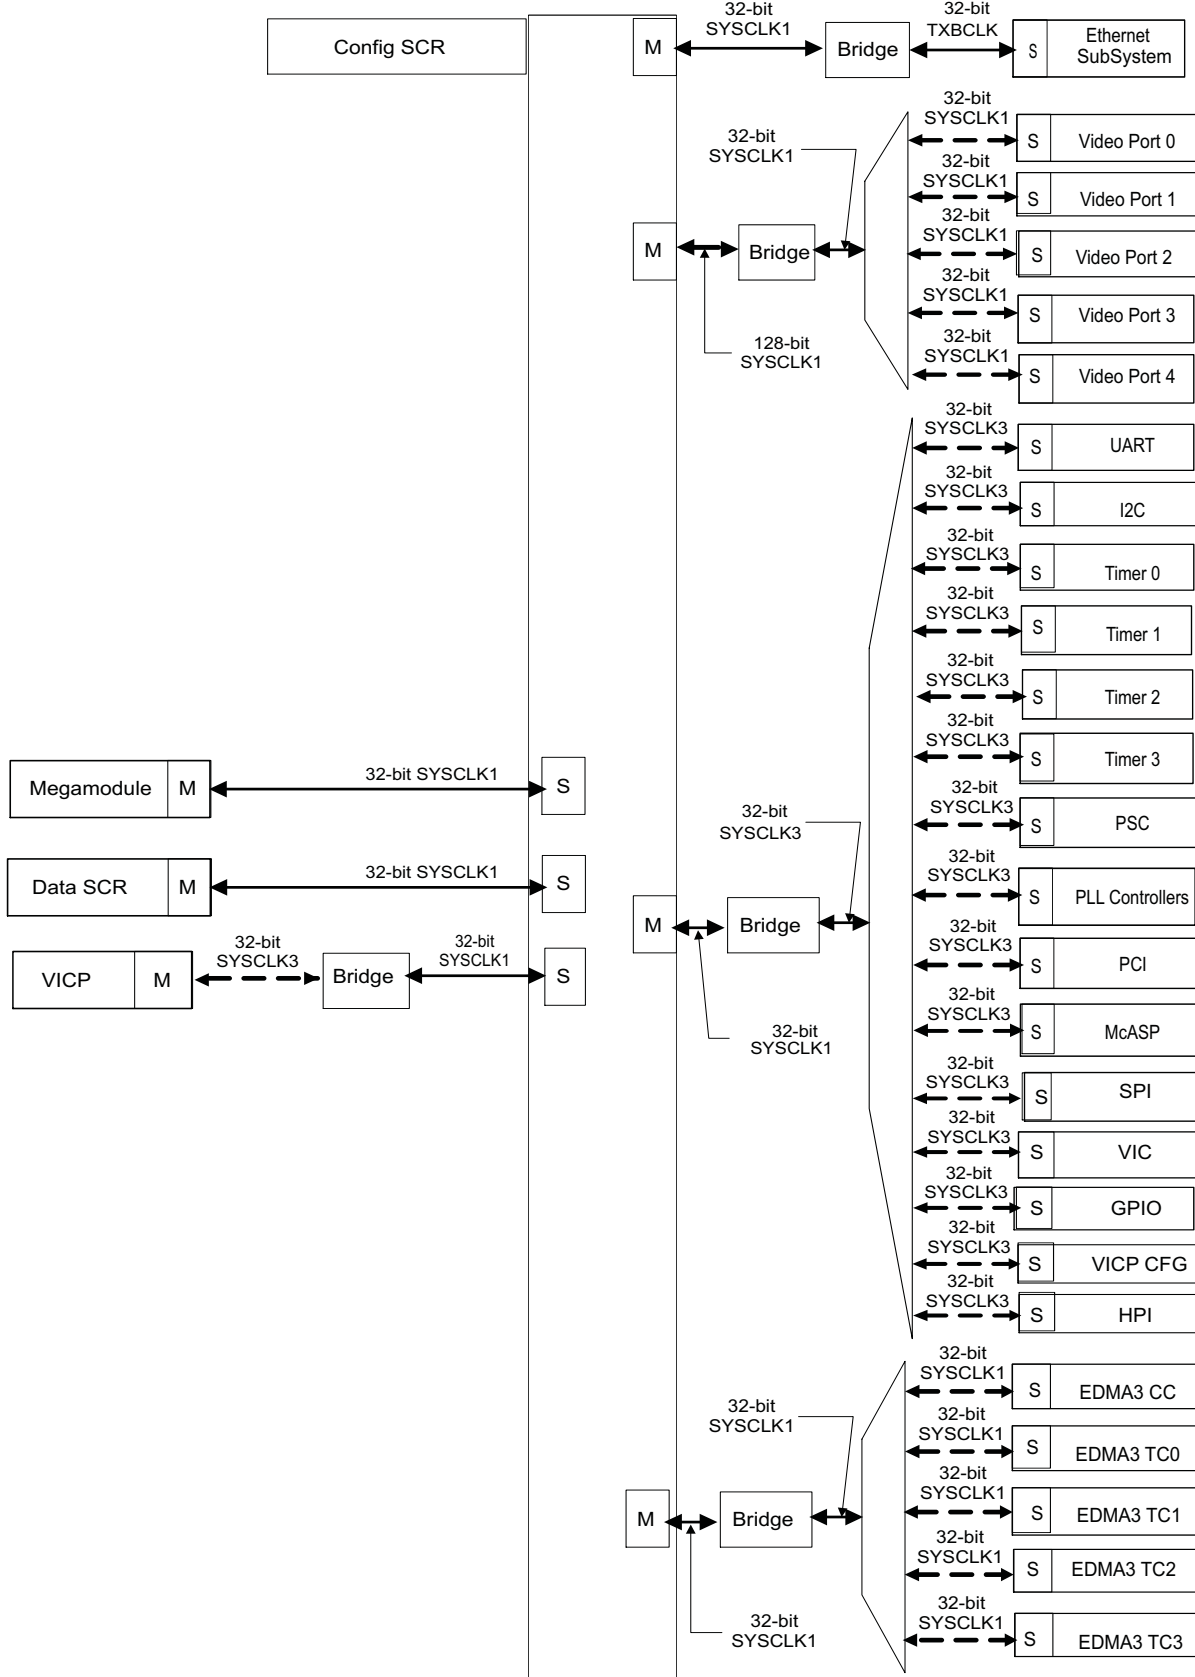 Config SCR
M
32-bit
SYSCLK1
Bridge
32-bit
TXBCLK
S
Ethernet
SubSystem
M
128-bit
SYSCLK1
Bridge
32-bit
SYSCLK1
32-bit
SYSCLK1
S
Video Port 0
32-bit
SYSCLK1
S
Video Port 1
32-bit
SYSCLK1
S
Video Port 2
32-bit
SYSCLK1
S
Video Port 3
32-bit
SYSCLK1
S
Video Port 4
32-bit
SYSCLK3
S
UART
32-bit
SYSCLK3
S
I2C
32-bit
SYSCLK3
S
Timer 0
32-bit
SYSCLK3
S
Timer 1
32-bit
SYSCLK3
S
Timer 2
32-bit
SYSCLK3
S
Timer 3
Megamodule
M
32-bit SYSCLK1
S
Data SCR
M
32-bit SYSCLK1
S
VICP
M
32-bit
SYSCLK3
Bridge
32-bit
SYSCLK1
S
M
32-bit
SYSCLK1
Bridge
32-bit
SYSCLK3
32-bit
SYSCLK3
S
PSC
32-bit
SYSCLK3
S
PLL Controllers
32-bit
SYSCLK3
S
PCI
32-bit
SYSCLK3
S
McASP
32-bit
SYSCLK3
S
SPI
32-bit
SYSCLK3
S
VIC
32-bit
SYSCLK3
S
GPIO
32-bit
SYSCLK3
S
VICP CFG
32-bit
SYSCLK3
S
HPI
M
32-bit
SYSCLK1
Bridge
32-bit
SYSCLK1
32-bit
SYSCLK1
S
EDMA3 CC
32-bit
SYSCLK1
S
EDMA3 TC0
32-bit
SYSCLK1
S
EDMA3 TC1
32-bit
SYSCLK1
S
EDMA3 TC2
32-bit
SYSCLK1
S
EDMA3 TC3